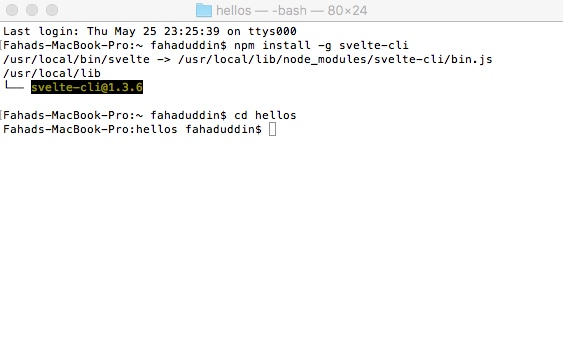 hellos — -bash — 80×24
Last login: Thu May 25 23:25:39 on ttys000
[Fahads-MacBook-Pro:~ fahaduddin$ npm install -g svelte-cli
/usr/local/bin/svelte -> /usr/local/lib/node_modules/svelte-cli/bin.js
/usr/local/lib
└── svelte-cli@1.3.6
[Fahads-MacBook-Pro:~ fahaduddin$ cd hellos
Fahads-MacBook-Pro:hellos fahaduddin$